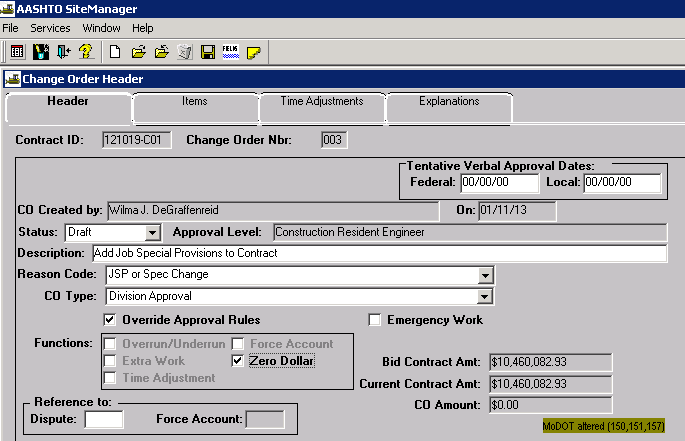 AASHTO SiteManager
File Services Window Help
FIELDS
Change Order Header
Header Items Time Adjustments Explanations
Contract ID: 121019-C01 Change Order Nbr: 003
Tentative Verbal Approval Dates:
Federal: 00/00/00 Local: 00/00/00
CO Created by: Wilma J. DeGraffenreid On: 01/11/13
Status: Draft Approval Level: Construction Resident Engineer
Description: Add Job Special Provisions to Contract
Reason Code: JSP or Spec Change
CO Type: Division Approval
Override Approval Rules Emergency Work
Functions: Overrun/Underrun Force Account
Extra Work Zero Dollar
Time Adjustment
Bid Contract Amt: $10,460,082.93
Current Contract Amt: $10,460,082.93
CO Amount: $0.00
Reference to:
Dispute: Force Account:
MoDOT altered (150,151,157)